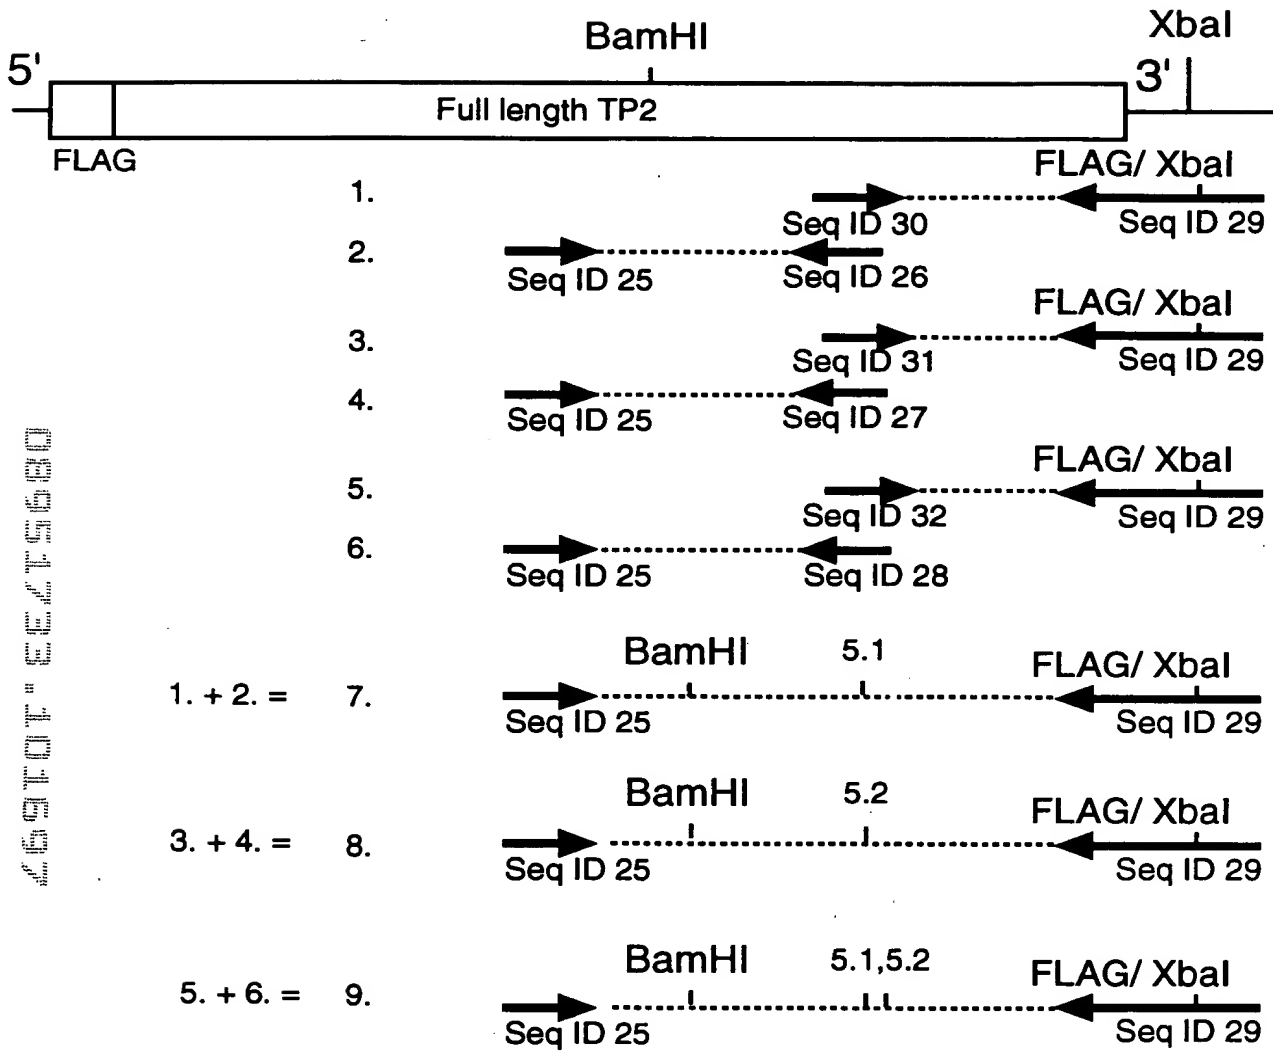 BamHI
XbaI
5'
3'
Full length TP2
FLAG
FLAG/ XbaI
1.
Seq ID 30
Seq ID 29
2.
Seq ID 25
Seq ID 26
FLAG/ XbaI
3.
Seq ID 31
Seq ID 29
4.
Seq ID 25
Seq ID 27
FLAG/ XbaI
5.
Seq ID 32
Seq ID 29
6.
Seq ID 25
Seq ID 28
BamHI
5.1
FLAG/ XbaI
1. + 2. =
7.
Seq ID 25
Seq ID 29
BamHI
5.2
FLAG/ XbaI
3. + 4. =
8.
Seq ID 25
Seq ID 29
BamHI
5.1,5.2
FLAG/ XbaI
5. + 6. =
9.
Seq ID 25
Seq ID 29
08951733.101697